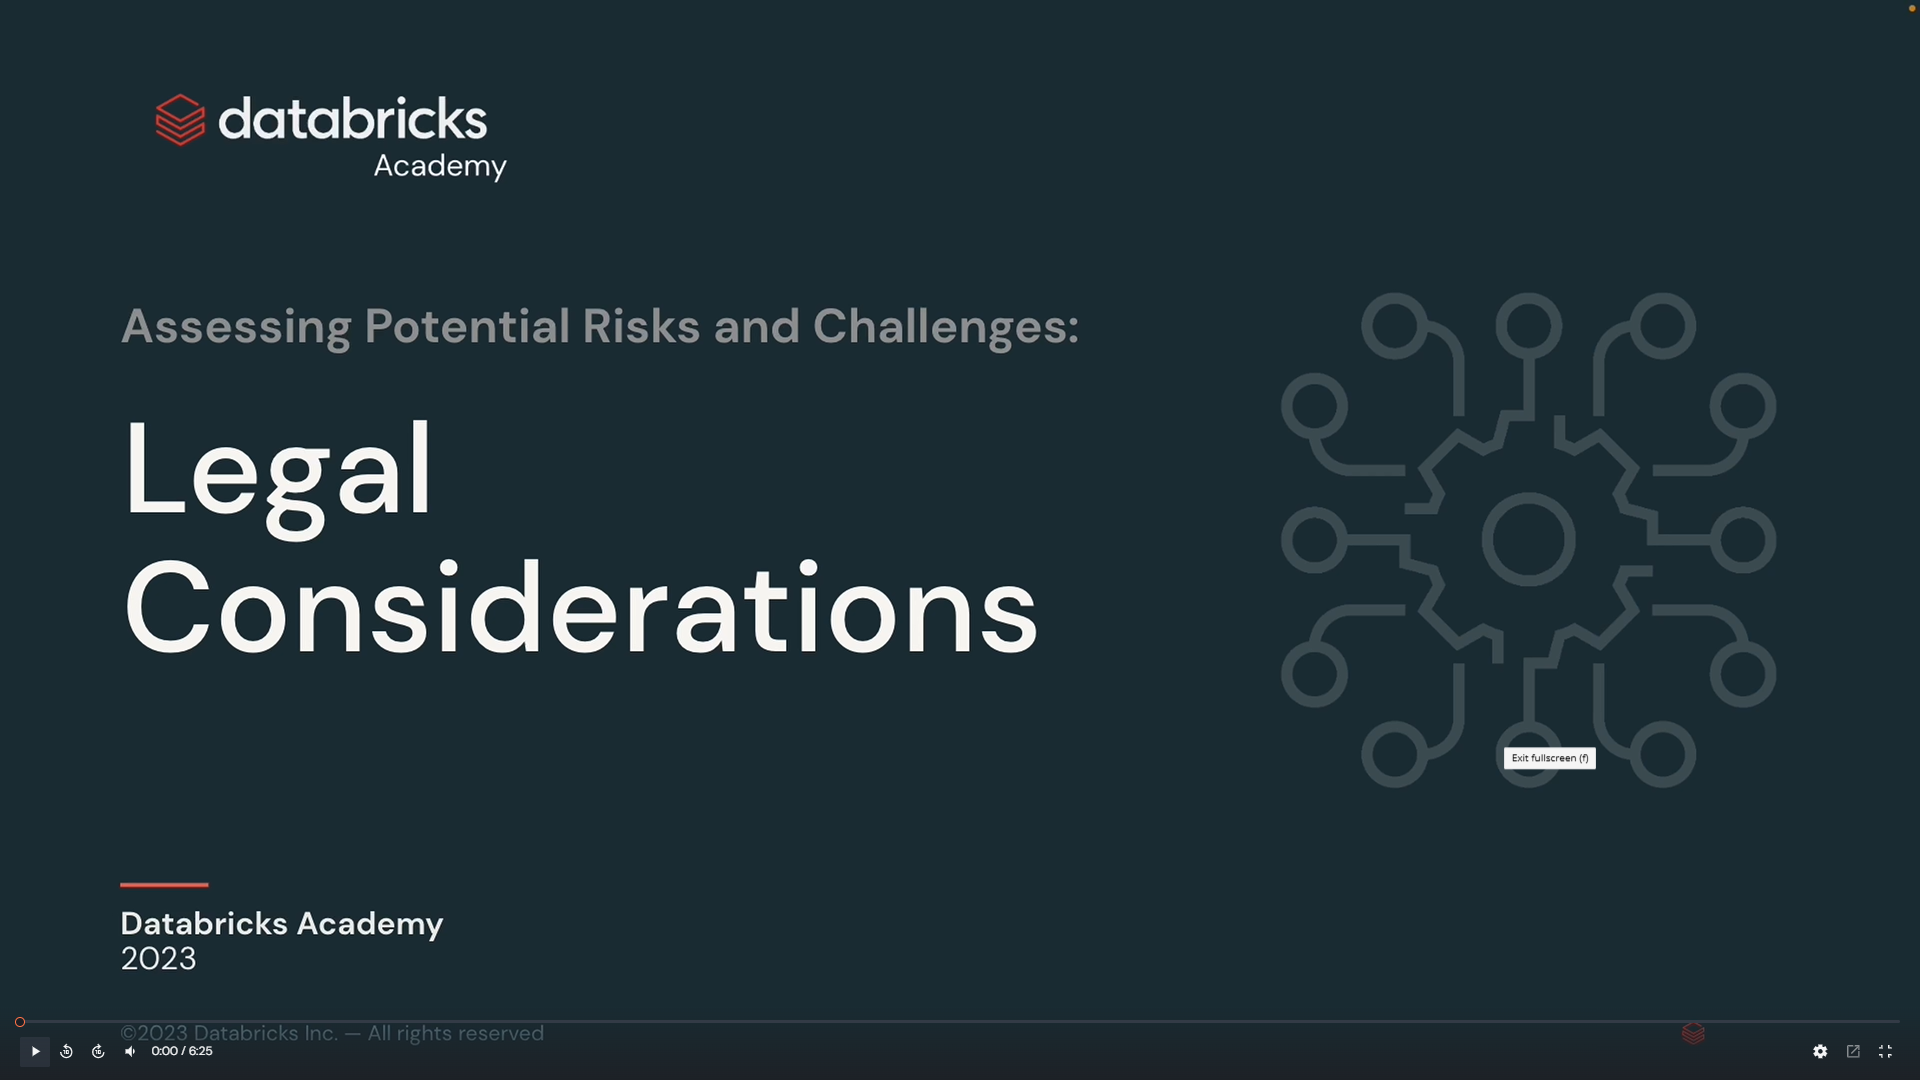 databricks
Academy
Assessing Potential Risks and Challenges:
Legal
Considerations
Exit fullscreen (f)
Databricks Academy
2023
©2023 Databricks Inc. — All rights reserved
0:00 / 6:25